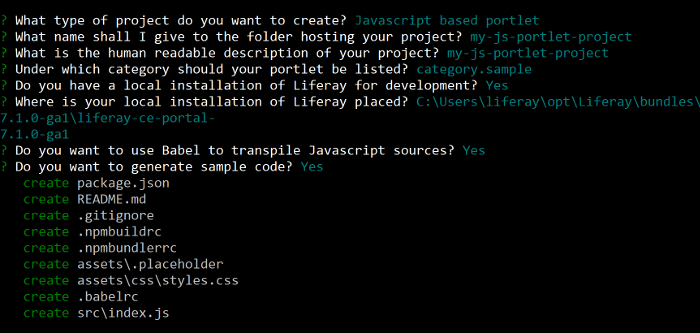 ? What type of project do you want to create? Javascript based portlet
? What name shall I give to the folder hosting your project? my-js-portlet-project
? What is the human readable description of your project? my-js-portlet-project
? Under which category should your portlet be listed? category.sample
? Do you have a local installation of Liferay for development? Yes
? Where is your local installation of Liferay placed? C:\Users\liferay\opt\Liferay\bundles\
7.1.0-ga1\liferay-ce-portal-
7.1.0-ga1
? Do you want to use Babel to transpile Javascript sources? Yes
? Do you want to generate sample code? Yes
create package.json
create README.md
create .gitignore
create .npmbuildrc
create .npmbundlerrc
create assets\.placeholder
create assets\css\styles.css
create .babelrc
create src\index.js